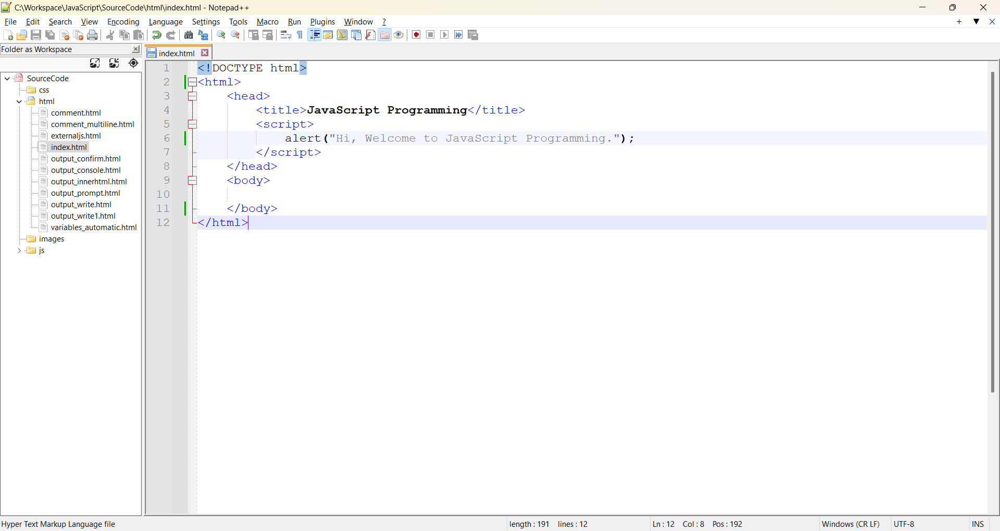 C:\Workspace\JavaScript\SourceCode\html\index.html - Notepad++
File Edit Search View Encoding Language Settings Tools Macro Run Plugins Window ?
Folder as Workspace
index.html
SourceCode
css
html
comment.html
comment_multiline.html
externaljs.html
index.html
output_confirm.html
output_console.html
output_innerhtml.html
output_prompt.html
output_write.html
output_write1.html
variables_automatic.html
images
js
1 <!DOCTYPE html>
2 <html>
3 <head>
4 <title>JavaScript Programming</title>
5 <script>
6 alert("Hi, Welcome to JavaScript Programming.");
7 </script>
8 </head>
9 <body>
10
11 </body>
12 </html>
Hyper Text Markup Language file length : 191 lines : 12 Ln : 12 Col : 8 Pos : 192 Windows (CR LF) UTF-8 INS